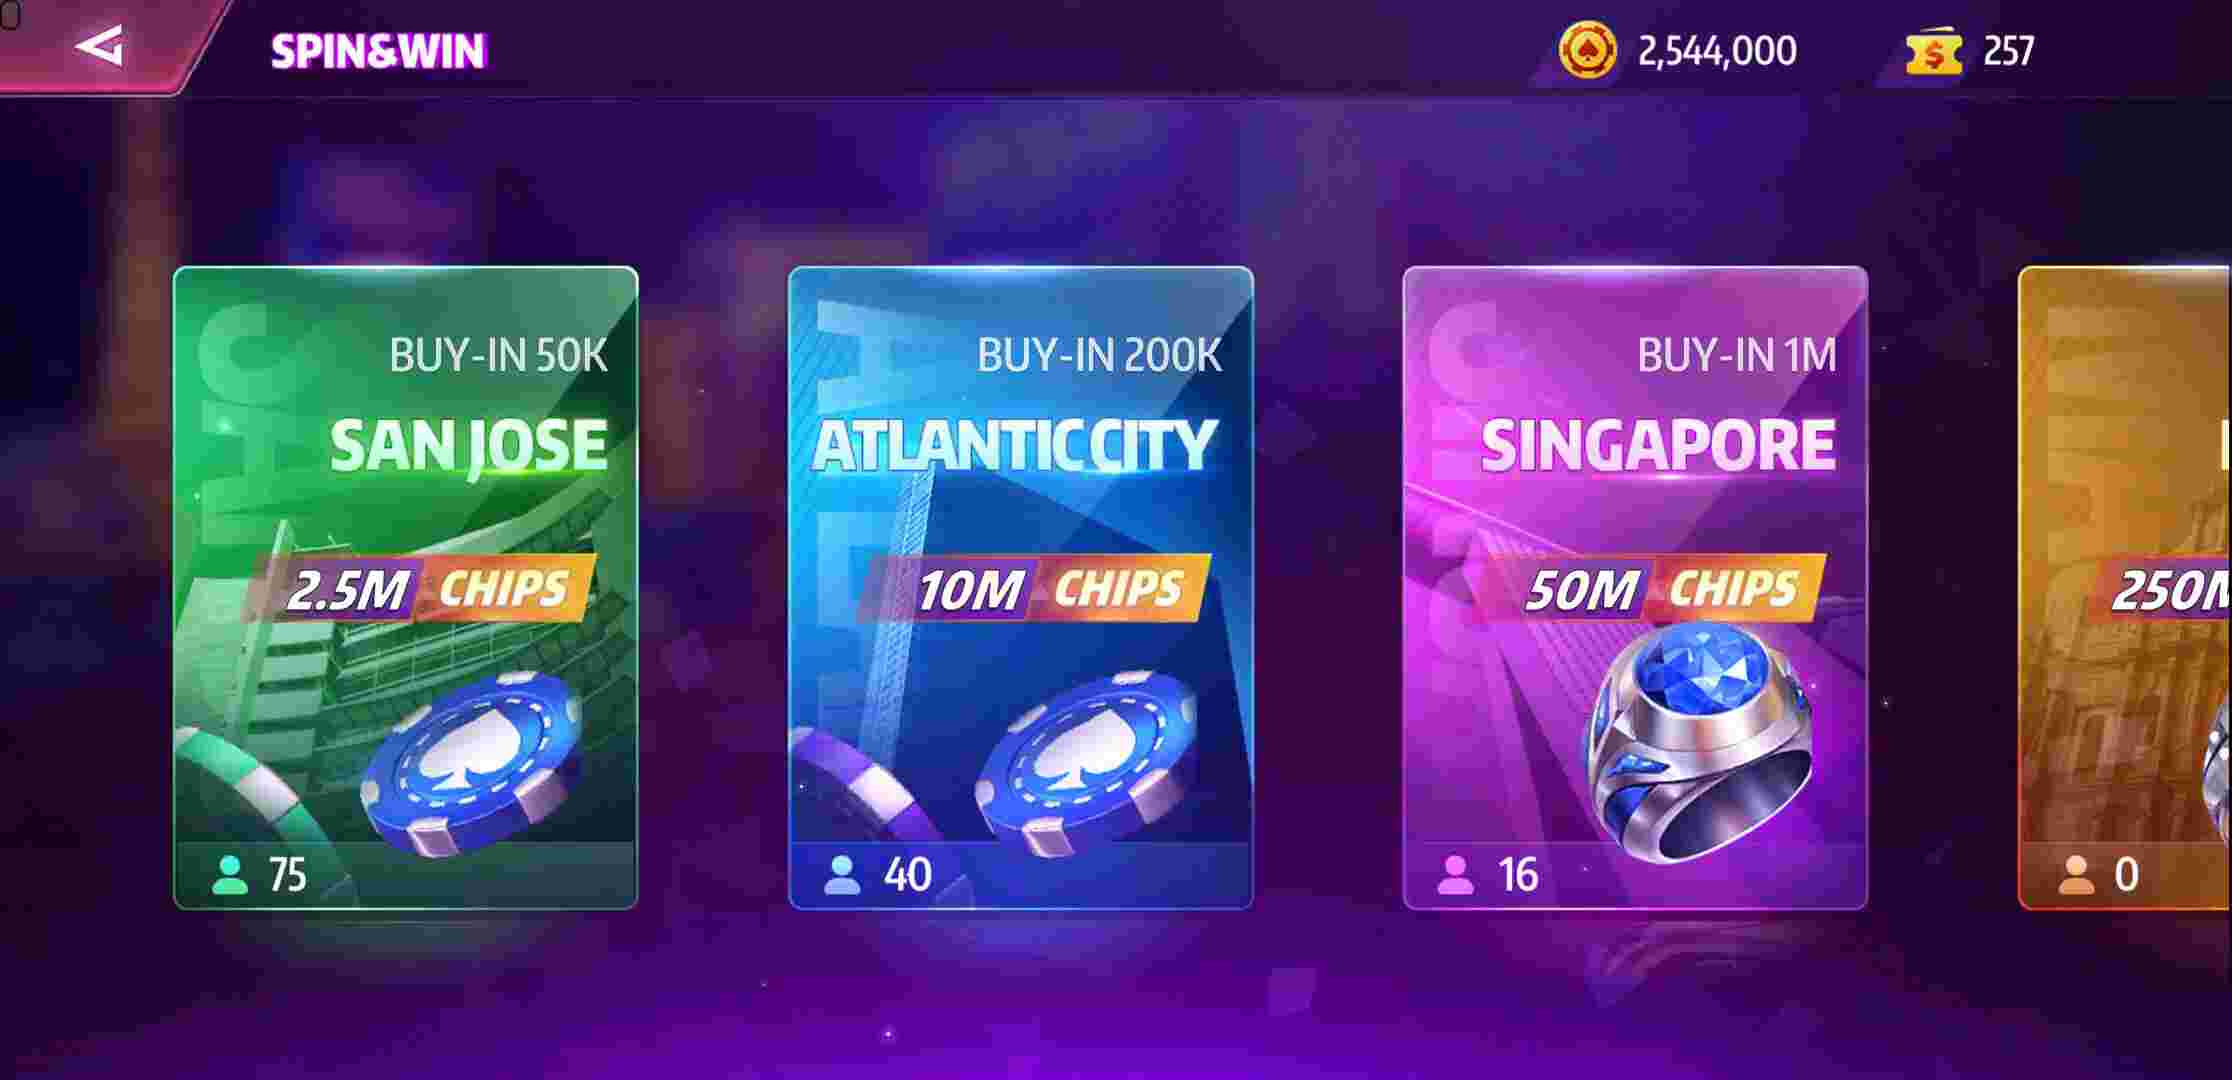 SPIN&WIN
2,544,000
257
BUY-IN 50K
SAN JOSE
2.5M CHIPS
75
BUY-IN 200K
ATLANTIC CITY
10M CHIPS
40
BUY-IN 1M
SINGAPORE
50M CHIPS
16
250M
0